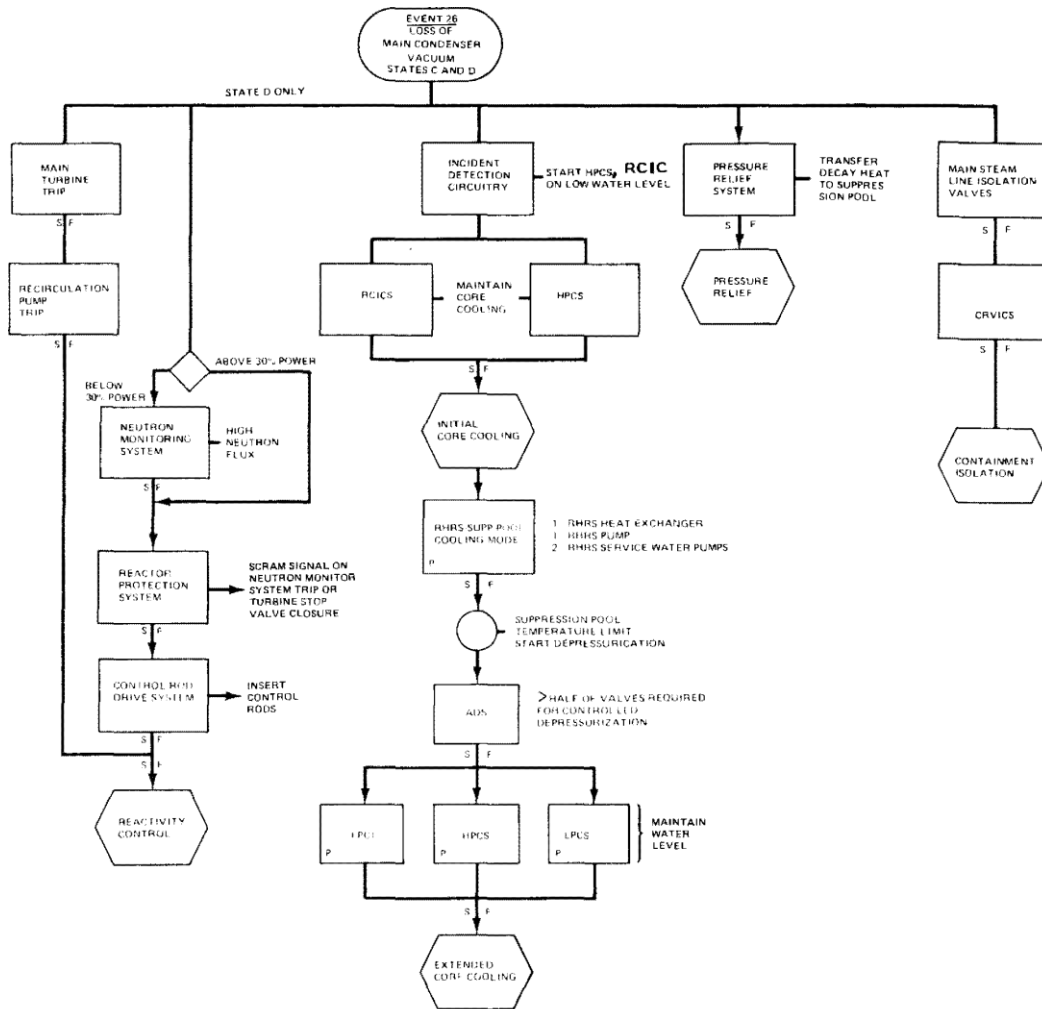 EVENT 26
LOSS OF
MAIN CONDENSER
VACUUM
STATES C AND D
STATE D ONLY
MAIN
TURBINE
TRIP
S F
RECIRCULATION
PUMP
TRIP
S F
ABOVE 30% POWER
BELOW
30% POWER
NEUTRON
MONITORING
SYSTEM
HIGH
NEUTRON
FLUX
S F
REACTOR
PROTECTION
SYSTEM
SCRAM SIGNAL ON
NEUTRON MONITOR
SYSTEM TRIP OR
TURBINE STOP
VALVE CLOSURE
S F
CONTROL ROD
DRIVE SYSTEM
INSERT
CONTROL
RODS
S F
S F
REACTIVITY
CONTROL
INCIDENT
DETECTION
CIRCUITRY
START HPCS, RCIC
ON LOW WATER LEVEL
RCICS
MAINTAIN
CORE
COOLING
HPCS
S F
INITIAL
CORE COOLING
RHRS-SUPP POOL
COOLING MODE
P
1 RHRS HEAT EXCHANGER
1 RHRS PUMP
2 RHRS SERVICE WATER PUMPS
S F
SUPPRESSION POOL
TEMPERATURE LIMIT
START DEPRESSURICATION
ADS
>HALF OF VALVES REQUIRED
FOR CONTROLLED
DEPRESSURIZATION
S F
LPCI
P
HPCS
P
LPCS
P
MAINTAIN
WATER
LEVEL
S F
EXTENDED
CORE COOLING
PRESSURE
RELIEF
SYSTEM
TRANSFER
DECAY HEAT
TO SUPPRES
SION POOL
S F
PRESSURE
RELIEF
MAIN STEAM
LINE ISOLATION
VALVES
S F
CRVICS
S F
CONTAINMENT
ISOLATION